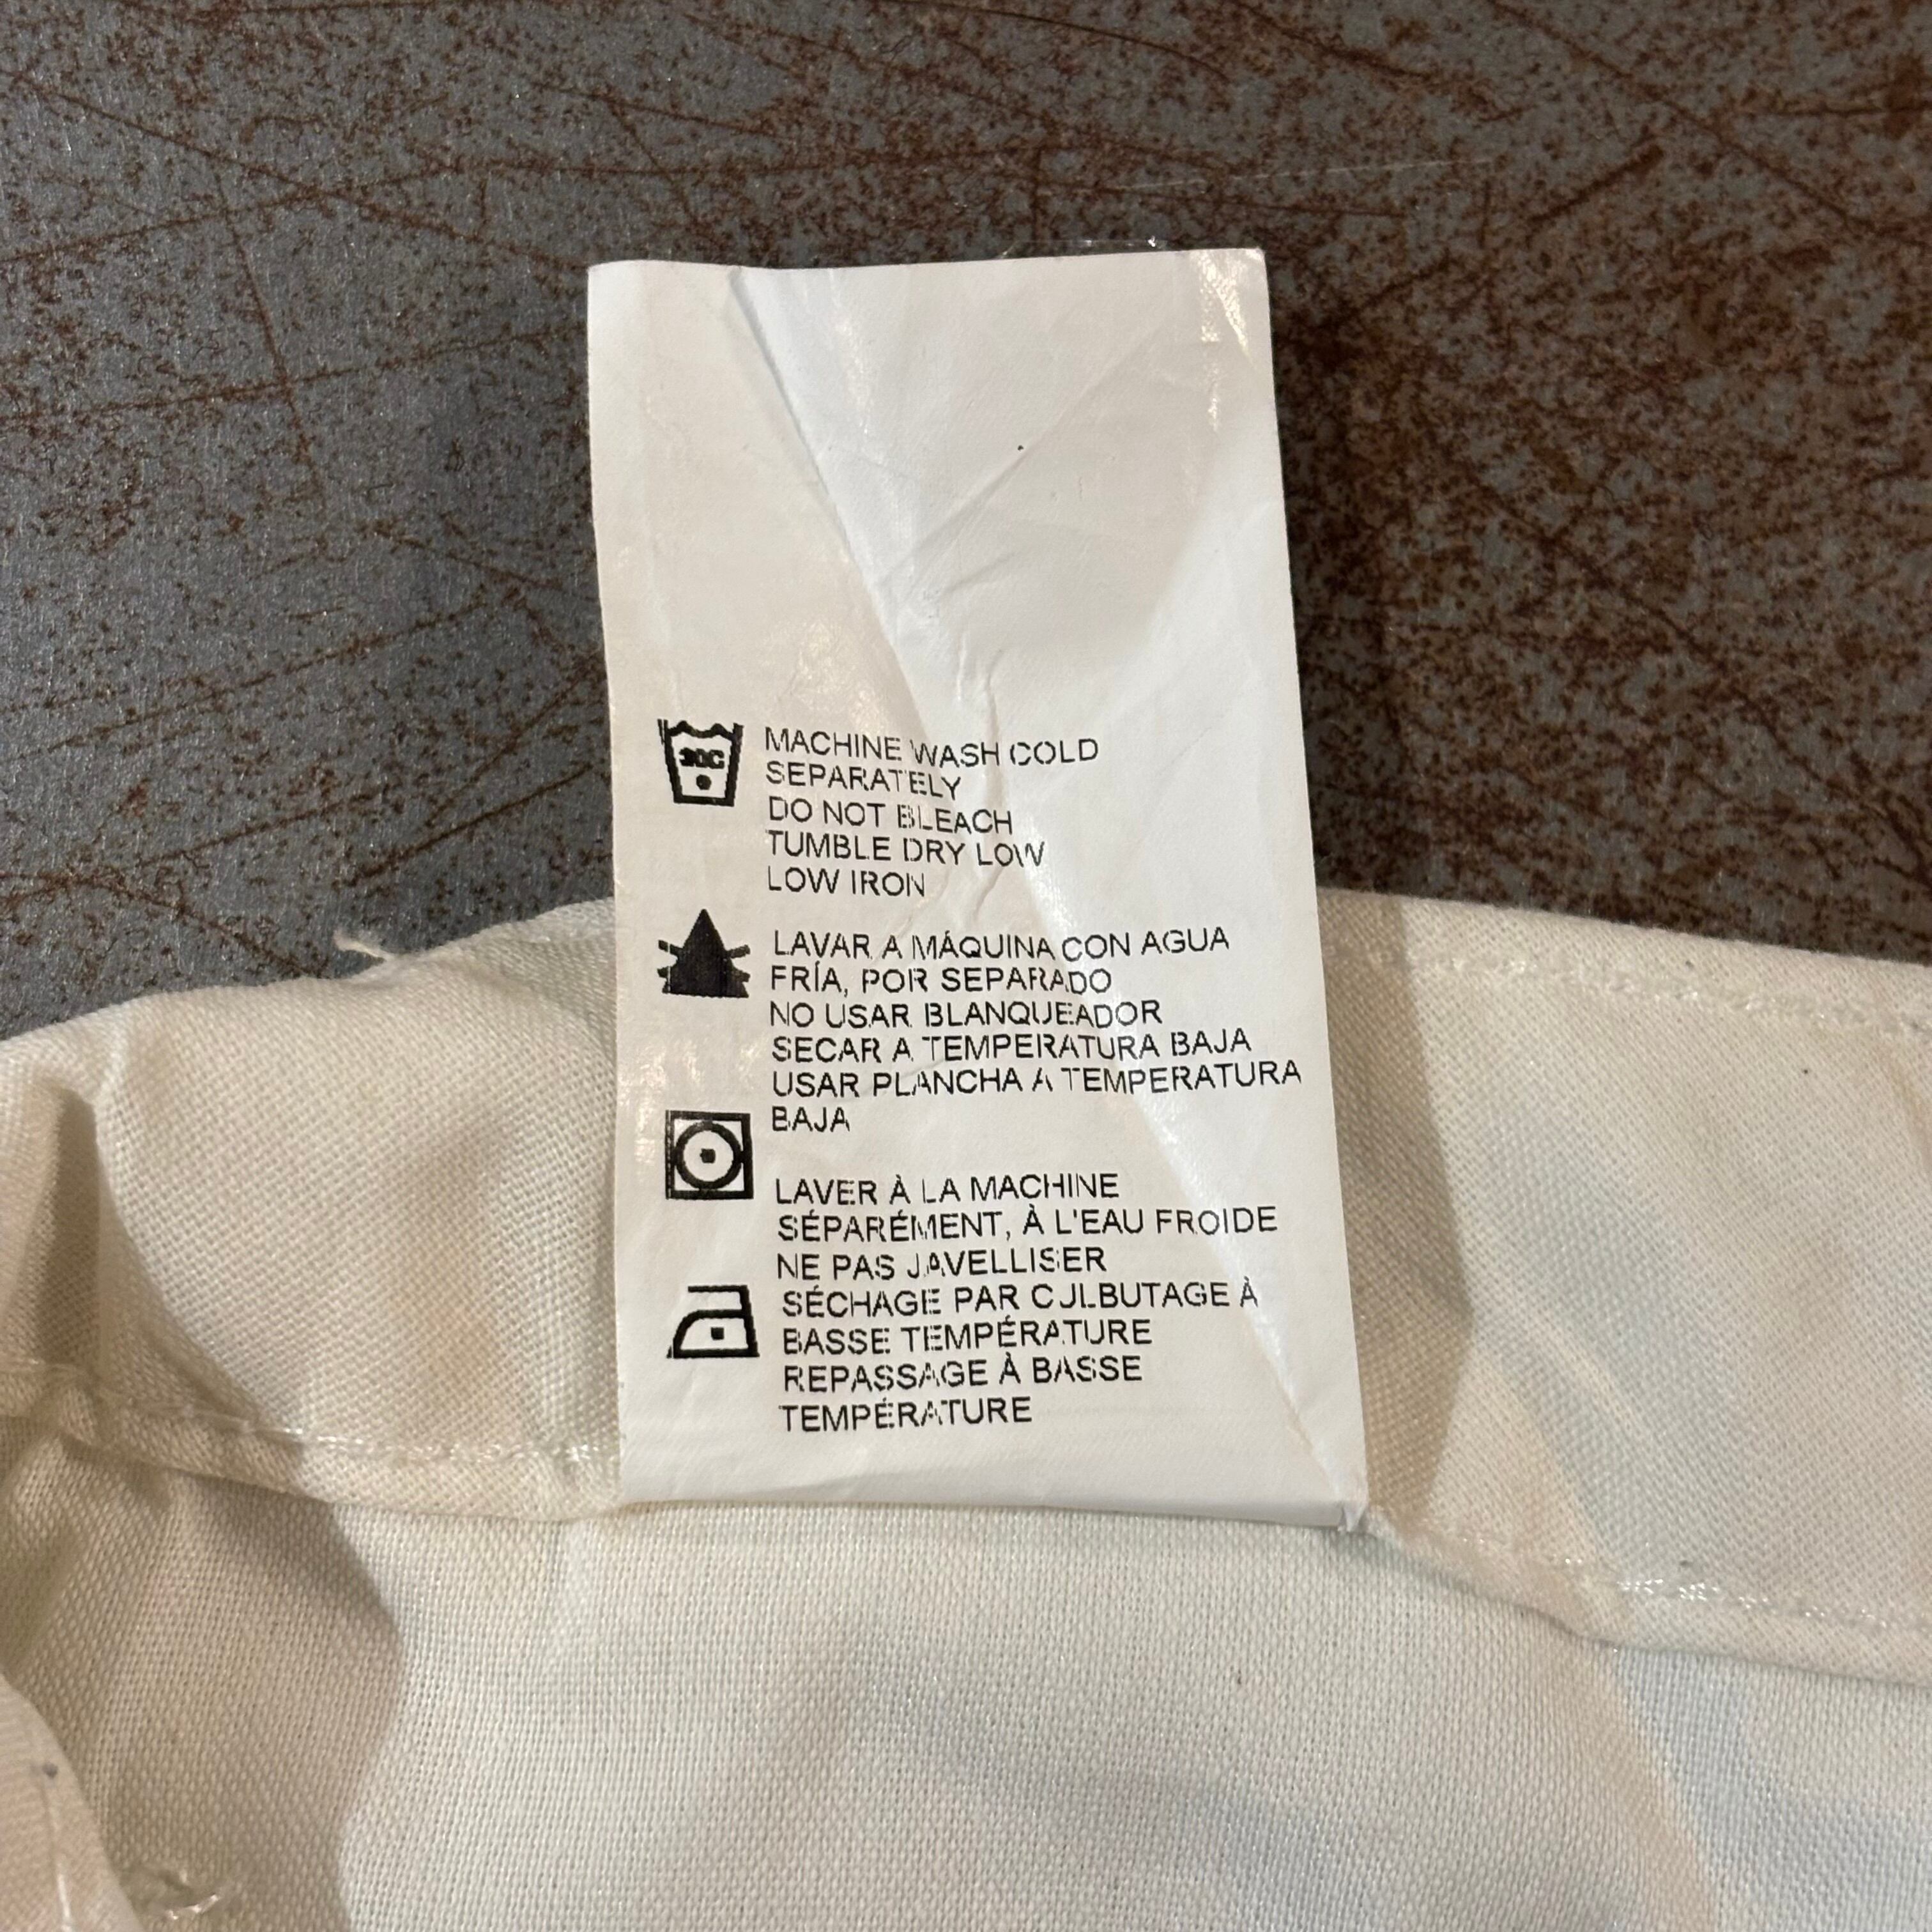 30C
MACHINE WASH COLD
SEPARATELY
DO NOT BLEACH
TUMBLE DRY LOW
LOW IRON
LAVAR A MÁQUINA CON AGUA
FRÍA, POR SEPARADO
NO USAR BLANQUEADOR
SECAR A TEMPERATURA BAJA
USAR PLANCHA A TEMPERATURA
BAJA
LAVER À LA MACHINE
SÉPARÉMENT, À L'EAU FROIDE
NE PAS JAVELLISER
SÉCHAGE PAR CULBUTAGE À
BASSE TEMPÉRATURE
REPASSAGE À BASSE
TEMPÉRATURE